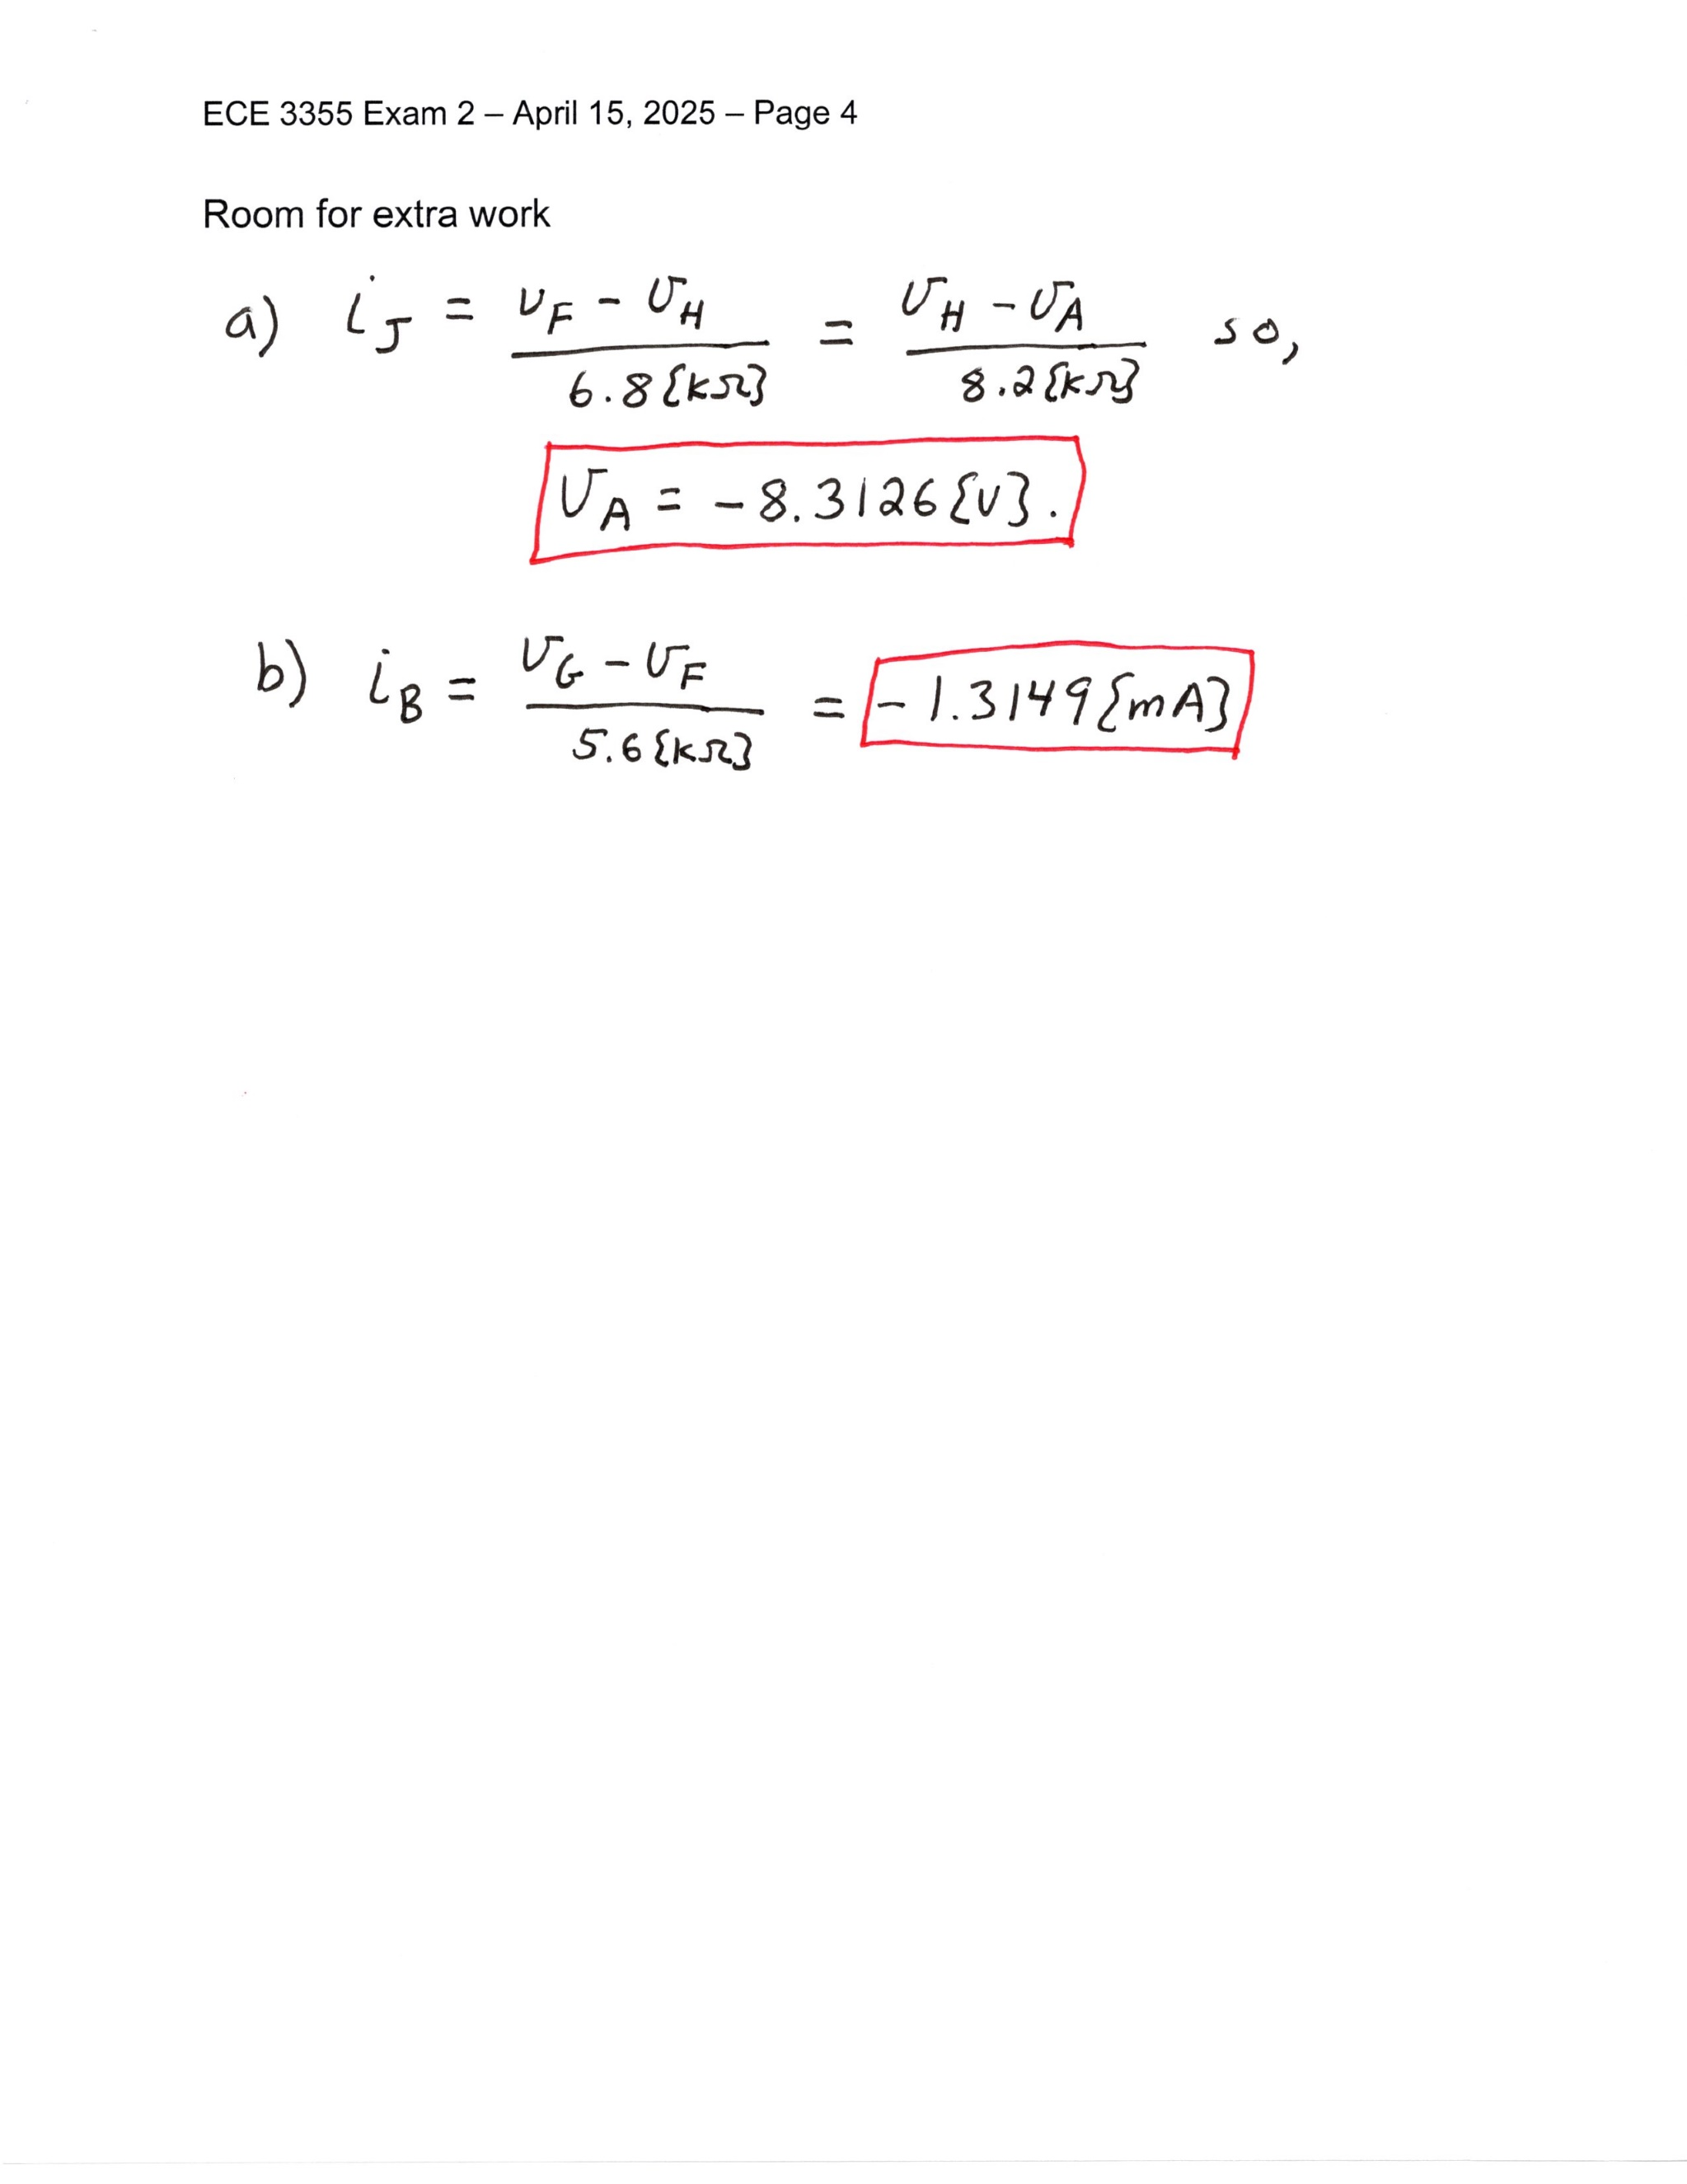 ECE 3355 Exam 2 – April 15, 2025 – Page 4
Room for extra work
a) i_J = (v_F - v_H) / 6.8{kΩ} = (v_H - v_A) / 8.2{kΩ} so,
v_A = -8.3126{V}.
b) i_B = (v_G - v_F) / 5.6{kΩ} = -1.3149{mA}